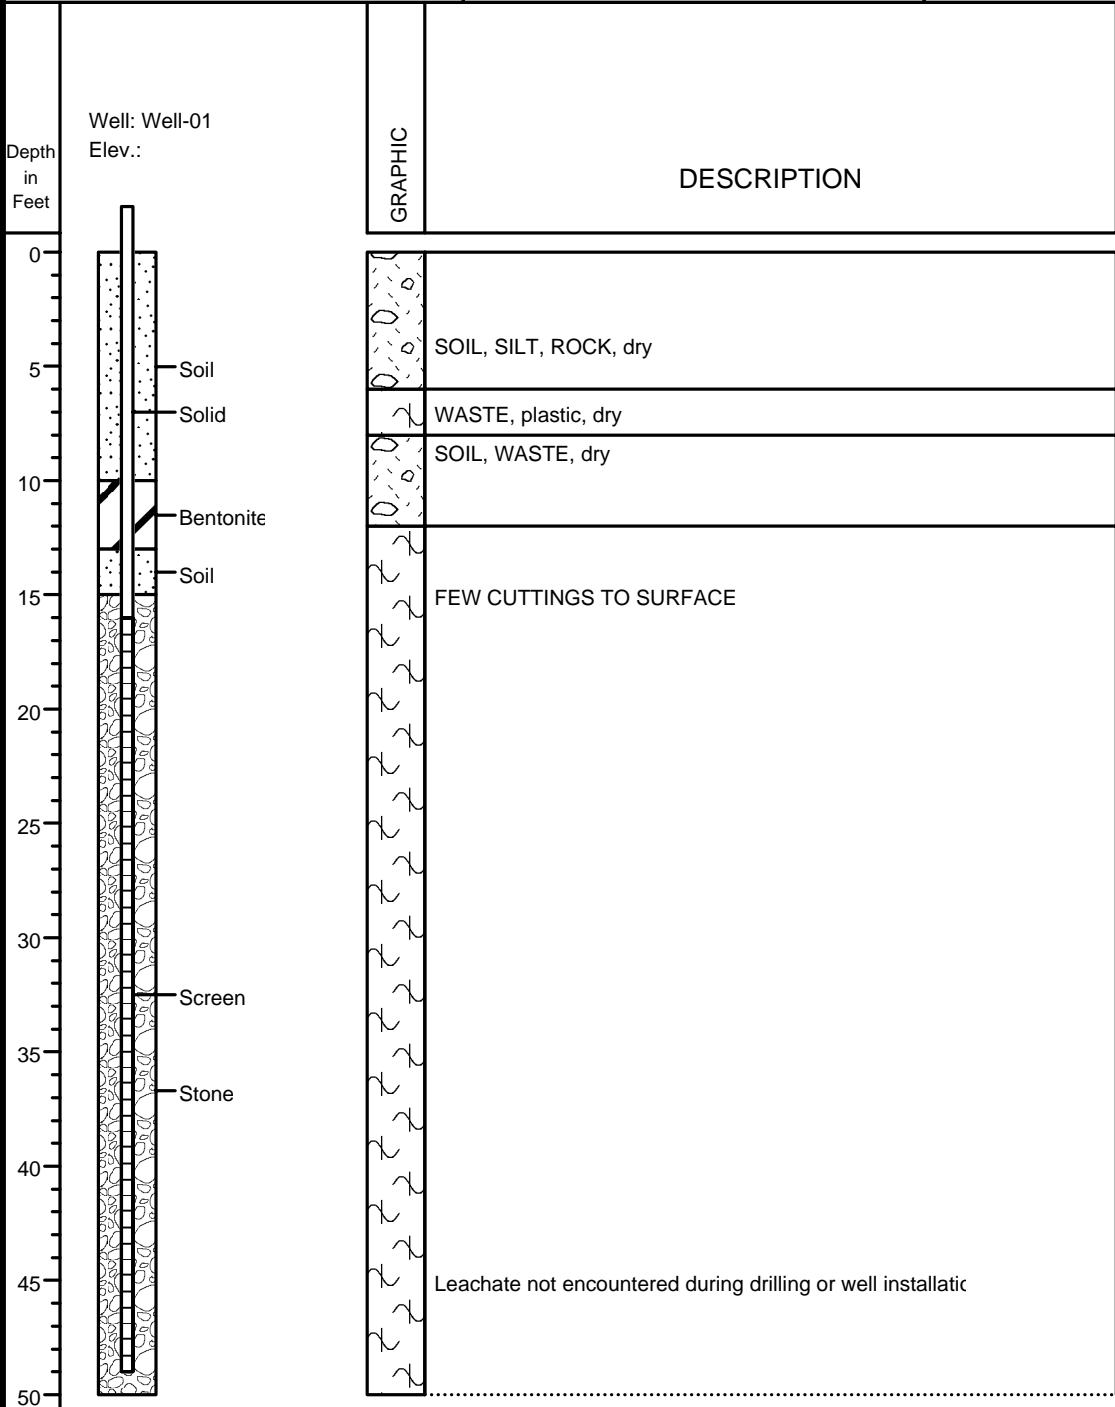 Well: Well-01
Elev.:
Depth
in
Feet
GRAPHIC
DESCRIPTION
0
5
10
15
20
25
30
35
40
45
50
Soil
Solid
Bentonite
Soil
Screen
Stone
SOIL, SILT, ROCK, dry
WASTE, plastic, dry
SOIL, WASTE, dry
FEW CUTTINGS TO SURFACE
Leachate not encountered during drilling or well installatic